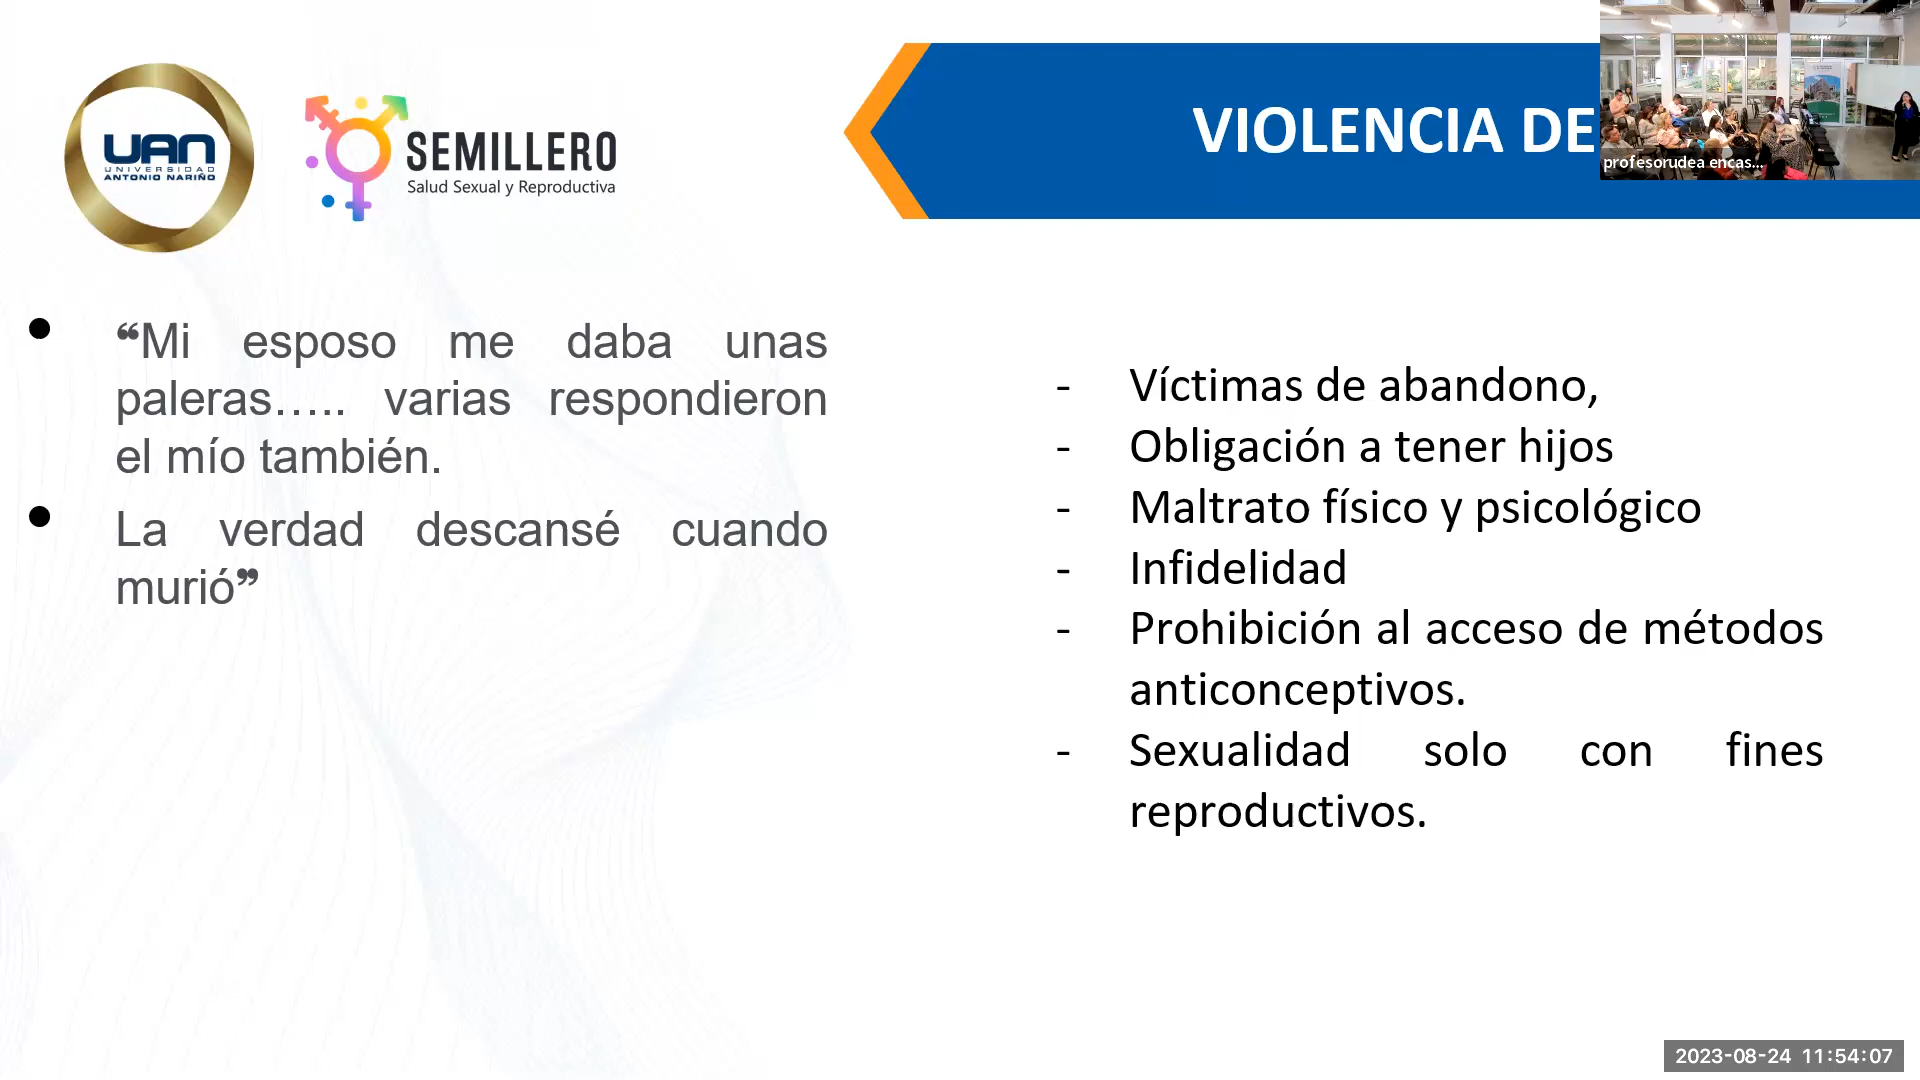 UAN
UNIVERSIDAD
ANTONIO NARIÑO
SEMILLERO
Salud Sexual y Reproductiva
VIOLENCIA DE
profesorudea encas...
“Mi esposo me daba unas
paleras….. varias respondieron
el mío también.
La verdad descansé cuando
murió”
- Víctimas de abandono,
- Obligación a tener hijos
- Maltrato físico y psicológico
- Infidelidad
- Prohibición al acceso de métodos
anticonceptivos.
- Sexualidad solo con fines
reproductivos.
2023-08-24 11:54:07